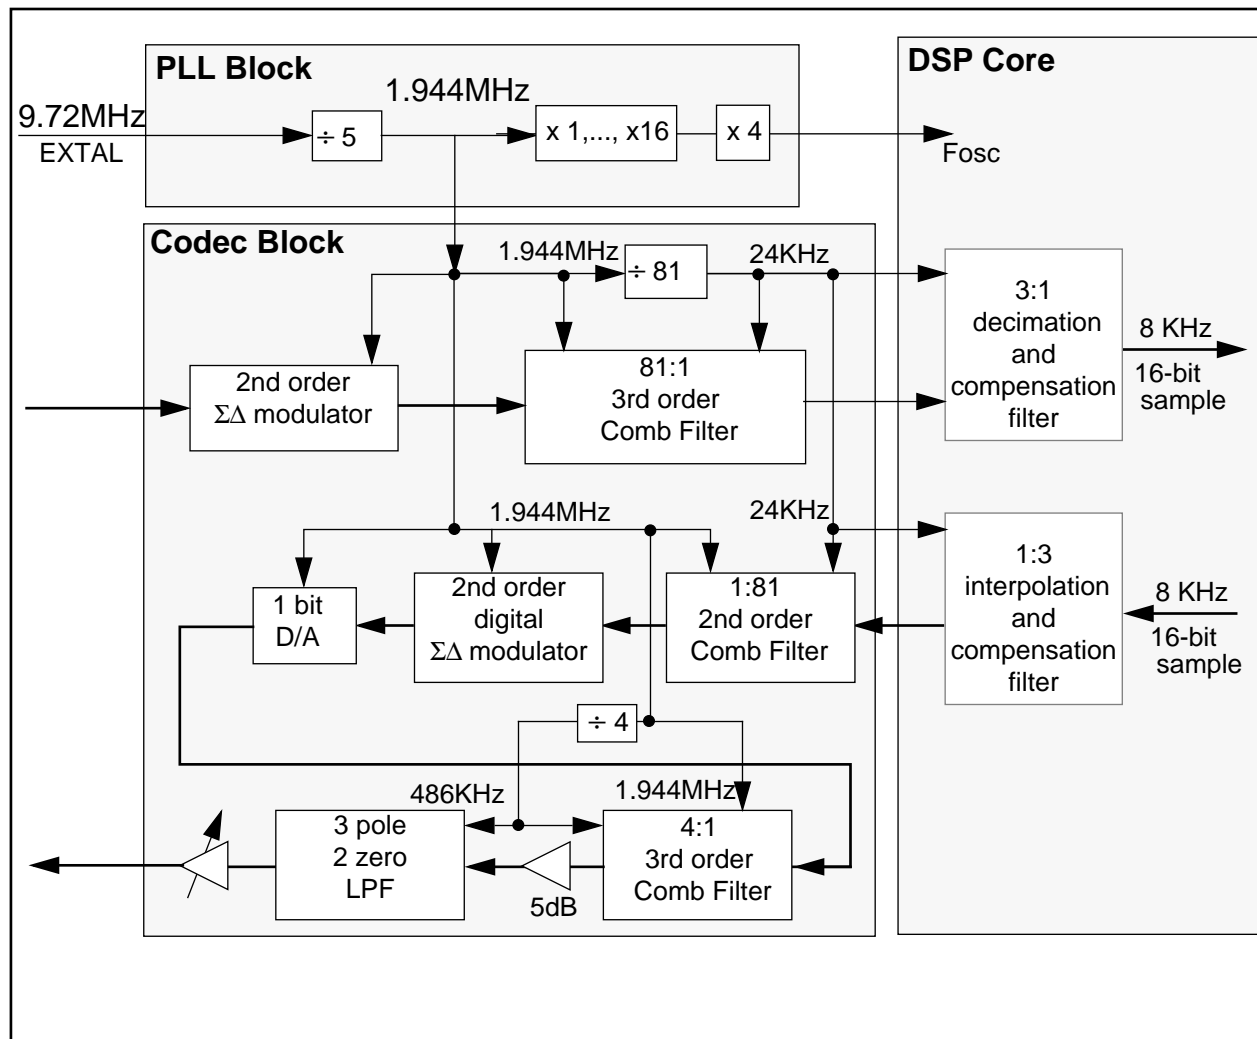 PLL Block
DSP Core
9.72MHz
EXTAL
1.944MHz
÷ 5
x 1,..., x16
x 4
Fosc
Codec Block
1.944MHz
÷ 81
24KHz
2nd order
ΣΔ modulator
81:1
3rd order
Comb Filter
3:1
decimation
and
compensation
filter
8 KHz
16-bit
sample
1.944MHz
24KHz
1 bit
D/A
2nd order
digital
ΣΔ modulator
1:81
2nd order
Comb Filter
1:3
interpolation
and
compensation
filter
8 KHz
16-bit
sample
÷ 4
486KHz
1.944MHz
3 pole
2 zero
LPF
5dB
4:1
3rd order
Comb Filter